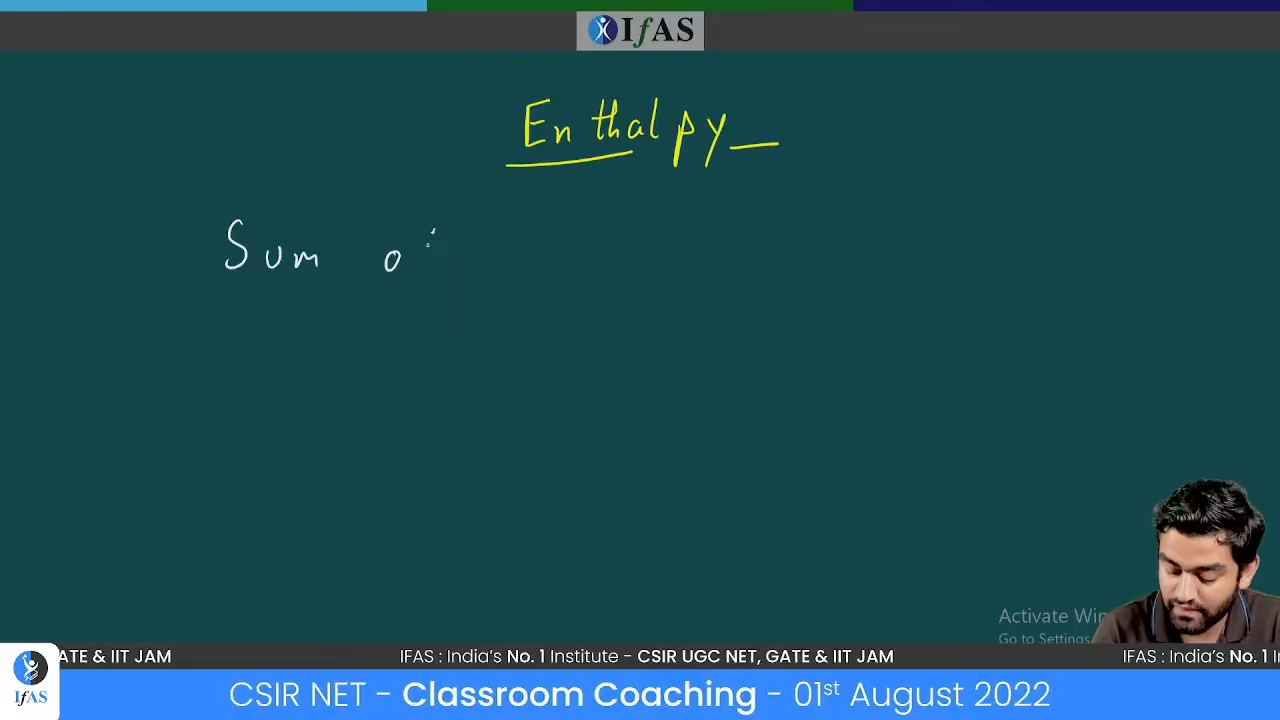 IfAS
Enthalpy
Sum o
Activate Win
Go to Settings
ATE & IIT JAM
IFAS : India's No. 1 Institute - CSIR UGC NET, GATE & IIT JAM
IFAS : India's No. 1 In
IfAS
CSIR NET - Classroom Coaching - 01st August 2022